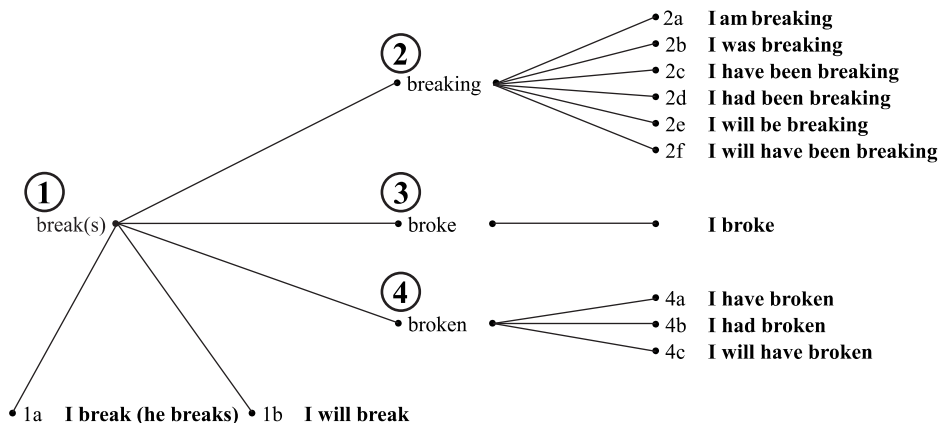 2
breaking
2a I am breaking
2b I was breaking
2c I have been breaking
2d I had been breaking
2e I will be breaking
2f I will have been breaking
1
break(s)
3
broke
I broke
4
broken
4a I have broken
4b I had broken
4c I will have broken
1a I break (he breaks)
1b I will break